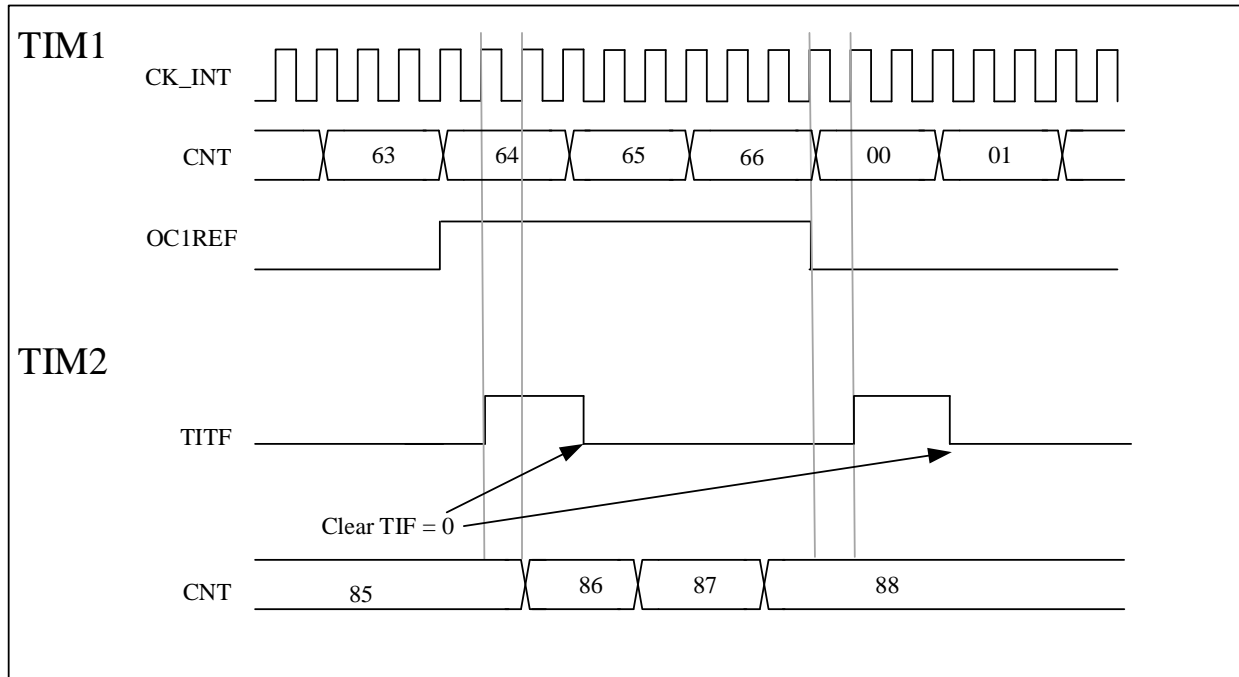 TIM1
CK_INT
CNT
63 64 65 66 00 01
OC1REF
TIM2
TITF
Clear TIF = 0
CNT
85 86 87 88